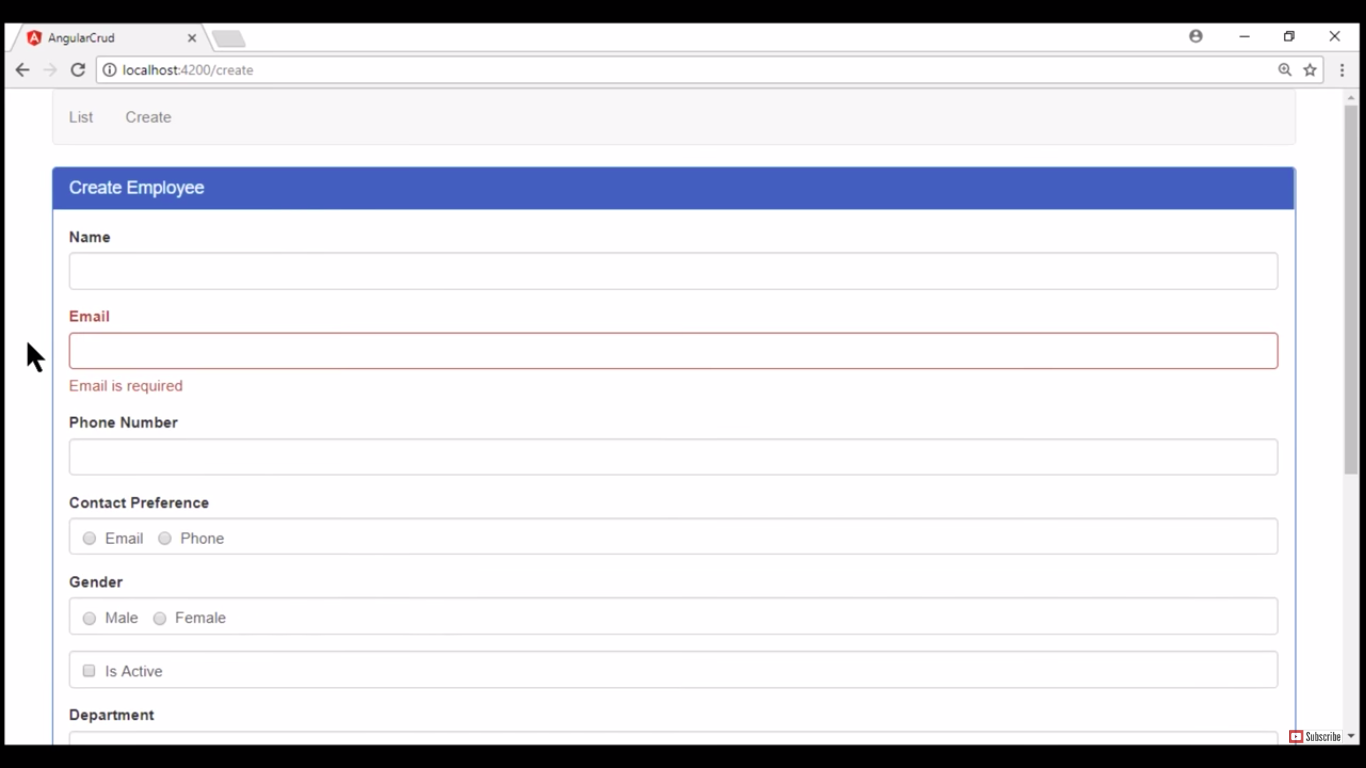 AngularCrud
localhost:4200/create
List Create
Create Employee
Name
Email
Email is required
Phone Number
Contact Preference
Email Phone
Gender
Male Female
Is Active
Department
Subscribe